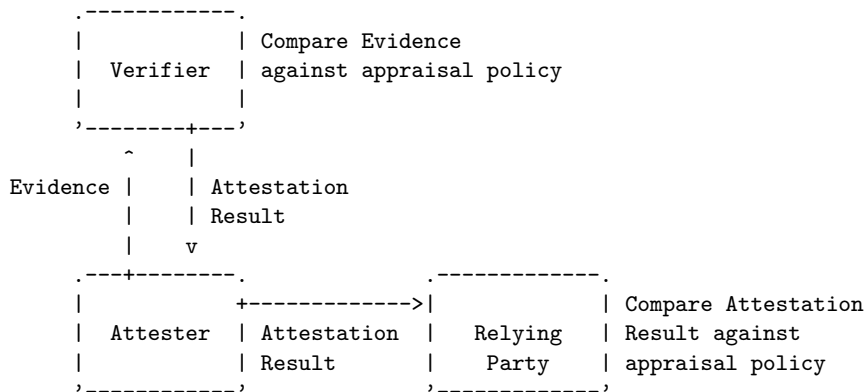 Compare Evidence
Verifier against appraisal policy
Evidence Attestation
Result
Compare Attestation
Attester Attestation Relying Result against
Result Party appraisal policy